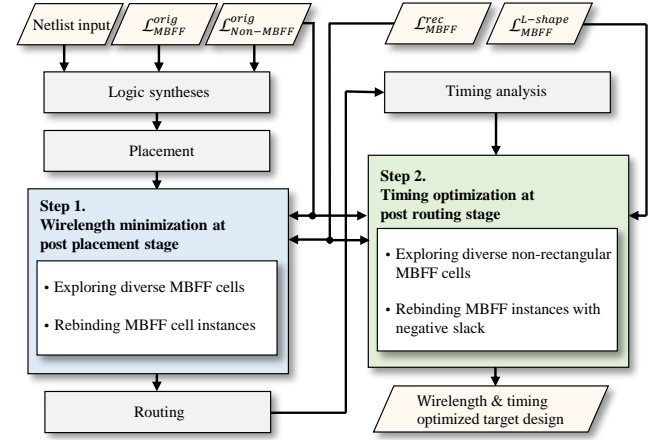 Netlist input
ℒ^{orig}_{MBFF}
ℒ^{orig}_{Non−MBFF}
ℒ^{rec}_{MBFF}
ℒ^{L−shape}_{MBFF}
Logic syntheses
Placement
Step 1.
Wirelength minimization at
post placement stage
• Exploring diverse MBFF cells
• Rebinding MBFF cell instances
Routing
Timing analysis
Step 2.
Timing optimization at
post routing stage
• Exploring diverse non-rectangular
MBFF cells
• Rebinding MBFF instances with
negative slack
Wirelength & timing
optimized target design